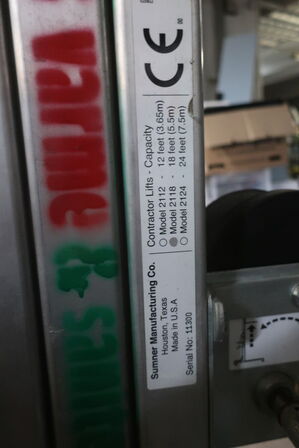 varme
& 
CE
Contractor Lifts - Capacity
○ Model 2112 - 12 feet (3.65m)
● Model 2118 - 18 feet (5.5m)
○ Model 2124 - 24 feet (7.5m)
Sumner Manufacturing Co.
Houston, Texas
Made in U.S.A
Serial No: 11300